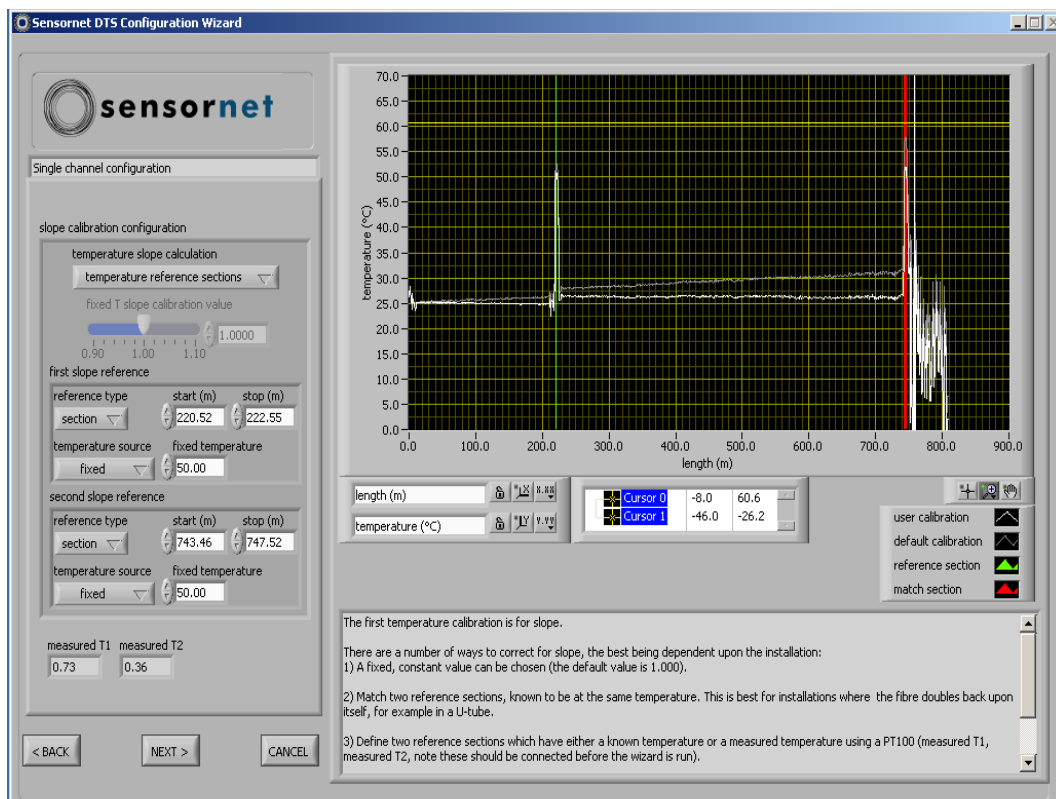 Sensornet DTS Configuration Wizard
sensornet
Single channel configuration
slope calibration configuration
temperature slope calculation
temperature reference sections
fixed T slope calibration value
1.0000
0.90 1.00 1.10
first slope reference
reference type start (m) stop (m)
section 220.52 222.55
temperature source fixed temperature
fixed 50.00
second slope reference
reference type start (m) stop (m)
section 743.46 747.52
temperature source fixed temperature
fixed 50.00
measured T1 measured T2
0.73 0.36
< BACK NEXT > CANCEL
temperature (°C)
70.0
65.0
60.0
55.0
50.0
45.0
40.0
35.0
30.0
25.0
20.0
15.0
10.0
5.0
0.0
0.0 100.0 200.0 300.0 400.0 500.0 600.0 700.0 800.0 900.0
length (m)
length (m)
temperature (°C)
X.XX
Y.YY
Cursor 0 -8.0 60.6
Cursor 1 -46.0 -26.2
user calibration
default calibration
reference section
match section
The first temperature calibration is for slope.
There are a number of ways to correct for slope, the best being dependent upon the installation:
1) A fixed, constant value can be chosen (the default value is 1.000).
2) Match two reference sections, known to be at the same temperature. This is best for installations where the fibre doubles back upon
itself, for example in a U-tube.
3) Define two reference sections which have either a known temperature or a measured temperature using a PT100 (measured T1,
measured T2, note these should be connected before the wizard is run).